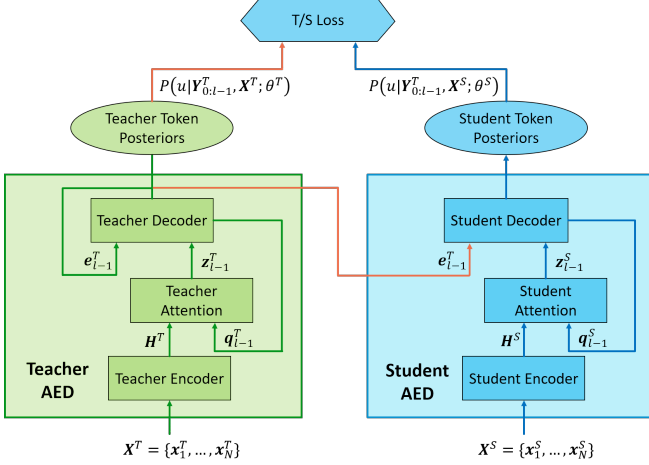 T/S Loss
P(u|Y^T_{0:l−1}, X^T; θ^T)
P(u|Y^T_{0:l−1}, X^S; θ^S)
Teacher Token
Posteriors
Student Token
Posteriors
Teacher Decoder
Student Decoder
e^T_{l−1}
z^T_{l−1}
e^T_{l−1}
z^S_{l−1}
Teacher
Attention
Student
Attention
H^T
q^T_{l−1}
H^S
q^S_{l−1}
Teacher
AED
Teacher Encoder
Student
AED
Student Encoder
X^T = {x^T_1, …, x^T_N}
X^S = {x^S_1, …, x^S_N}